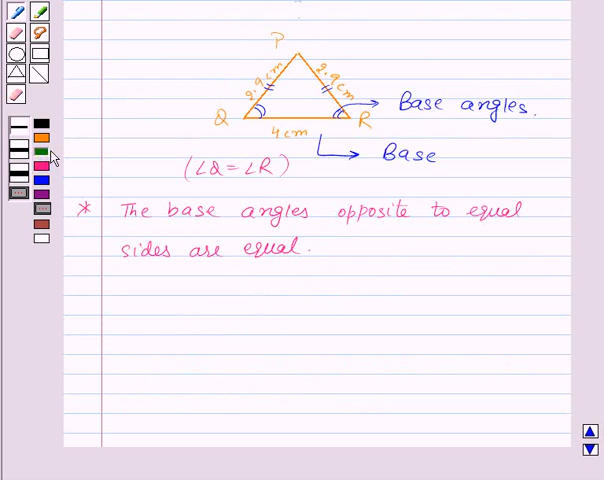 P
2.9cm 2.9cm
Q R Base angles.
4cm
Base
(∠Q = ∠R)
* The base angles opposite to equal
sides are equal.